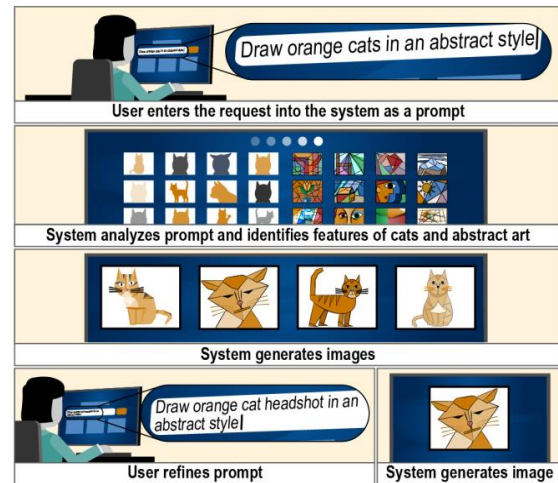 Draw orange cats in an abstract style
User enters the request into the system as a prompt
System analyzes prompt and identifies features of cats and abstract art
System generates images
Draw orange cat headshot in an
abstract style
User refines prompt
System generates image